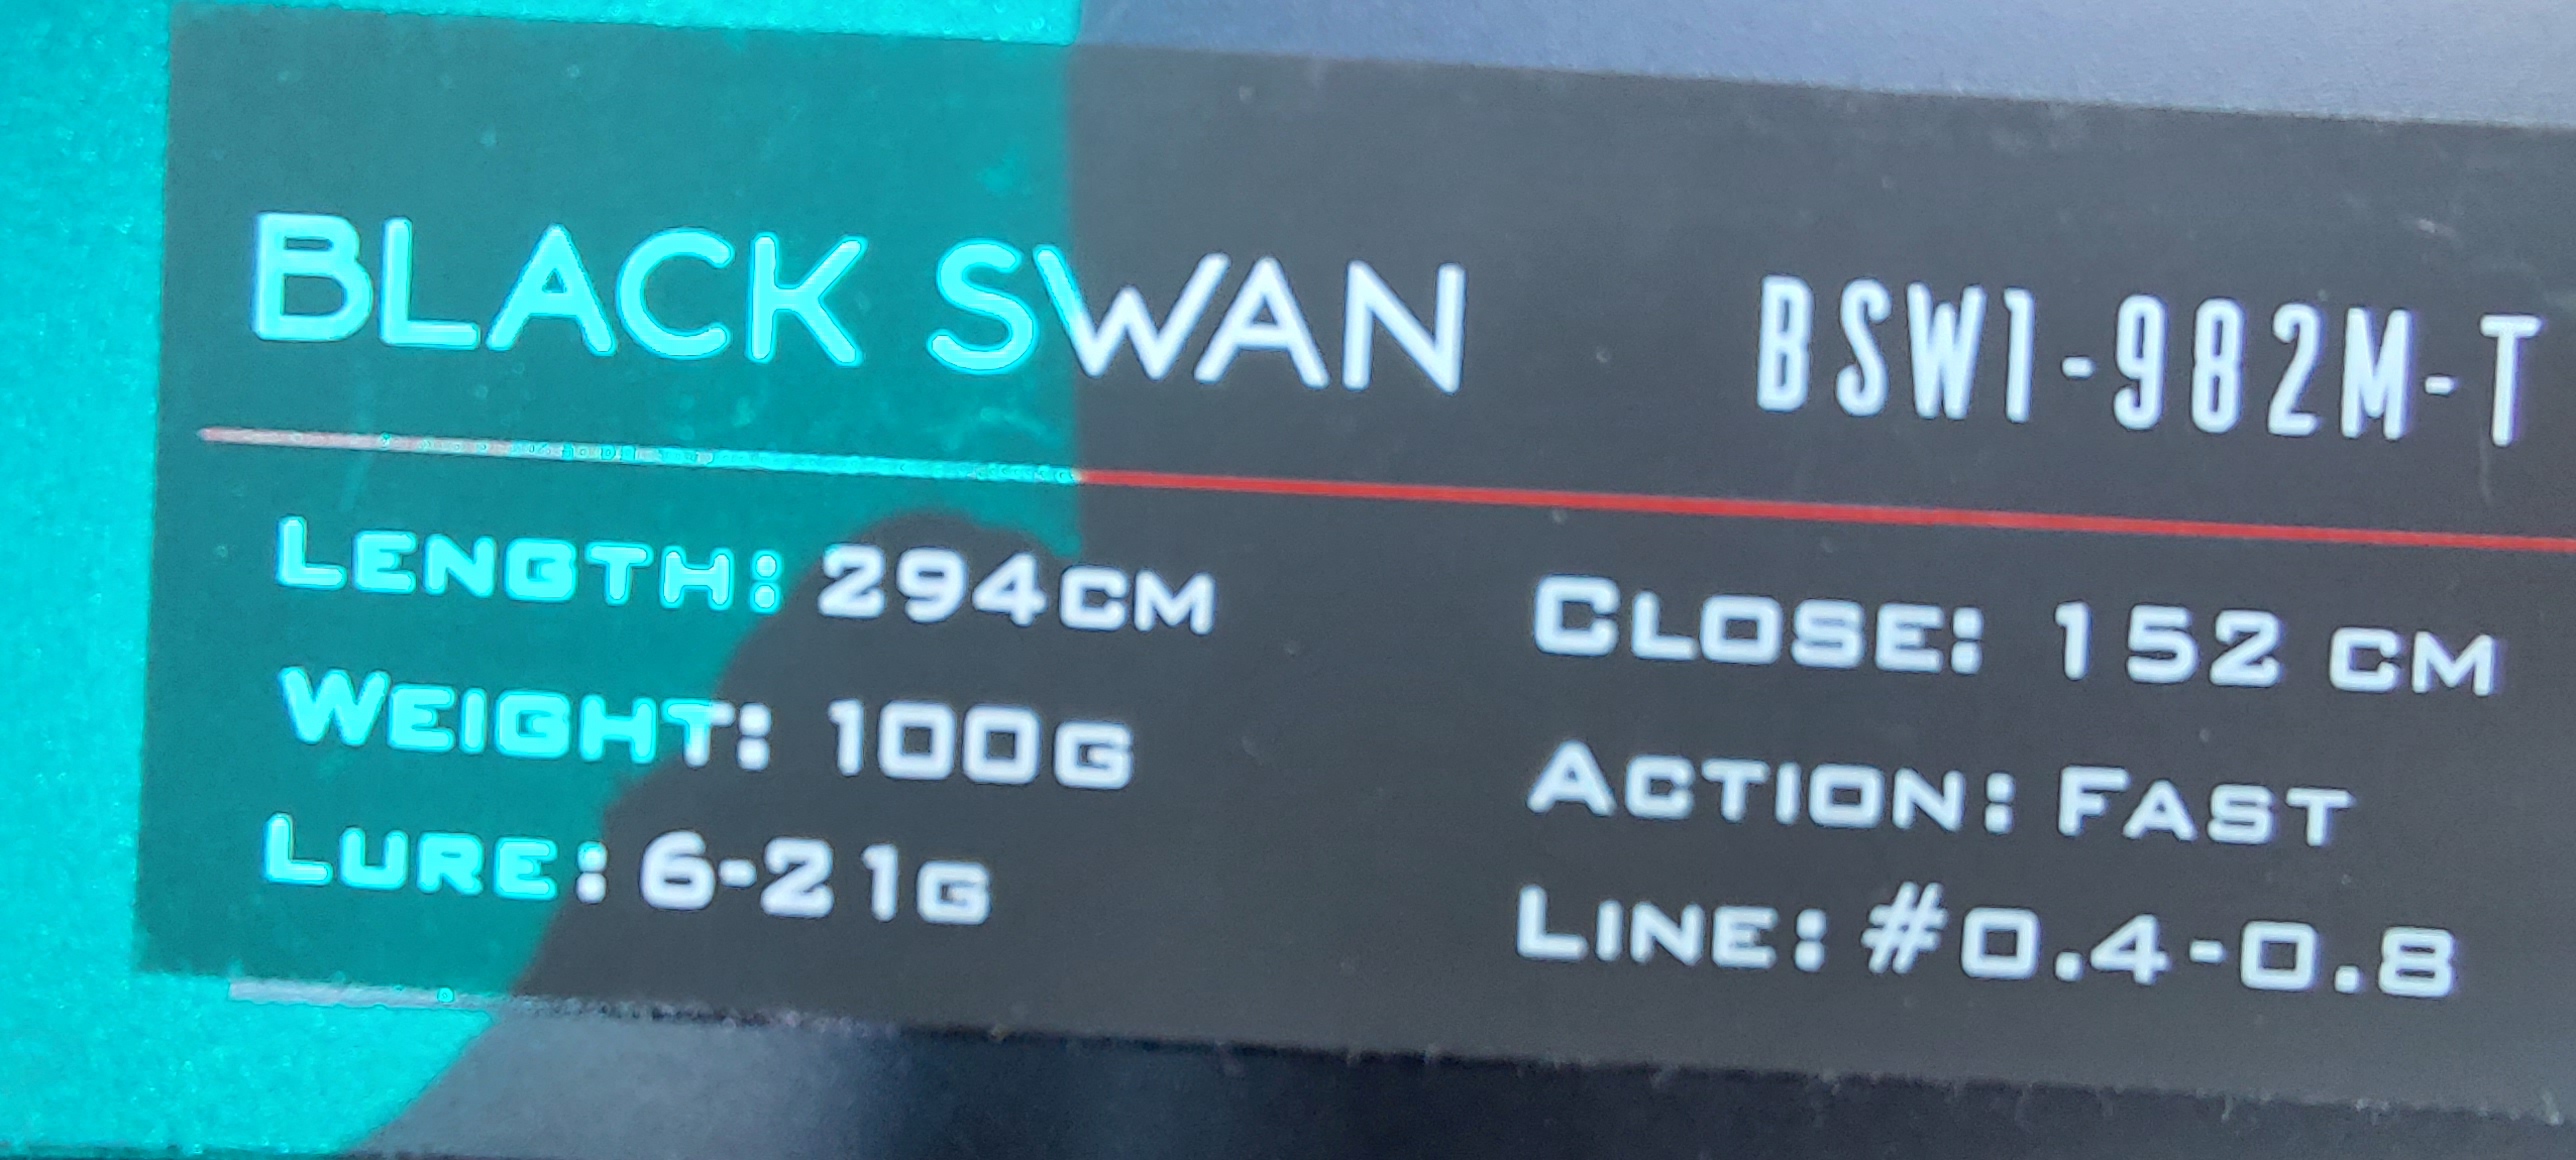 BLACK SWAN BSW1-982M-T
LENGTH: 294CM CLOSE: 152 CM
WEIGHT: 100G ACTION: FAST
LURE: 6-21G LINE: #0.4-0.8